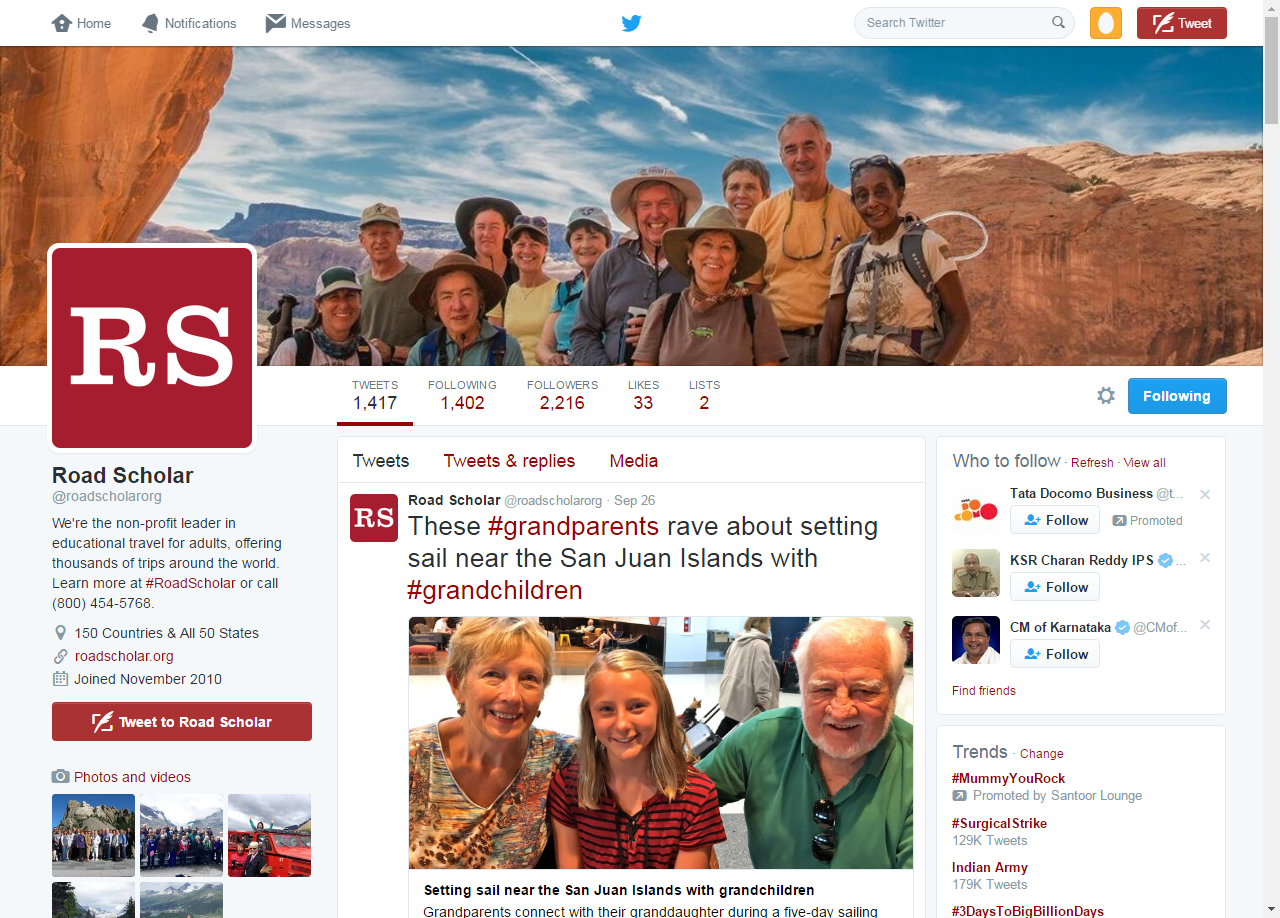 Home
Notifications
Messages
Search Twitter
Tweet
RS
TWEETS
1,417
FOLLOWING
1,402
FOLLOWERS
2,216
LIKES
33
LISTS
2
Following
Road Scholar
@roadscholarorg
We're the non-profit leader in
educational travel for adults, offering
thousands of trips around the world.
Learn more at #RoadScholar or call
(800) 454-5768.
150 Countries & All 50 States
roadscholar.org
Joined November 2010
Tweet to Road Scholar
Photos and videos
Tweets
Tweets & replies
Media
RS
Road Scholar @roadscholarorg · Sep 26
These #grandparents rave about setting
sail near the San Juan Islands with
#grandchildren
Setting sail near the San Juan Islands with grandchildren
Grandparents connect with their granddaughter during a five-day sailing
Who to follow · Refresh · View all
Tata Docomo Business @t...
Follow
Promoted
KSR Charan Reddy IPS ...
Follow
CM of Karnataka @CMof...
Follow
Find friends
Trends · Change
#MummyYouRock
Promoted by Santoor Lounge
#SurgicalStrike
129K Tweets
Indian Army
179K Tweets
#3DaysToBigBillionDays